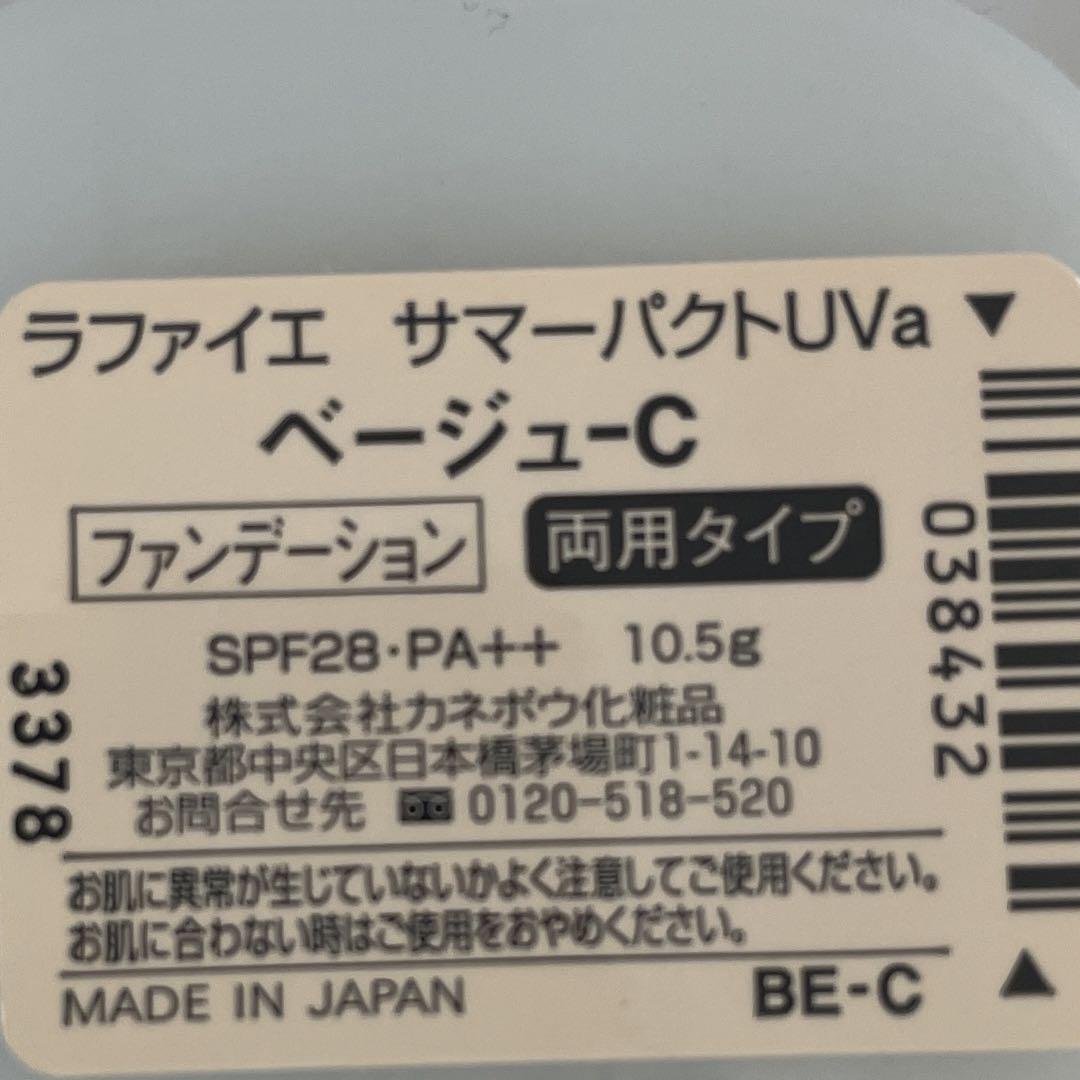 ラファイエ サマーパクトUVa ▼
ベージュ-C
ファンデーション 両用タイプ
SPF28・PA++ 10.5g
株式会社カネボウ化粧品
東京都中央区日本橋茅場町1-14-10
お問合せ先 0120-518-520
お肌に異常が生じていないかよく注意してご使用ください。
お肌に合わない時はご使用をおやめください。
MADE IN JAPAN BE-C ▲
3378
038432